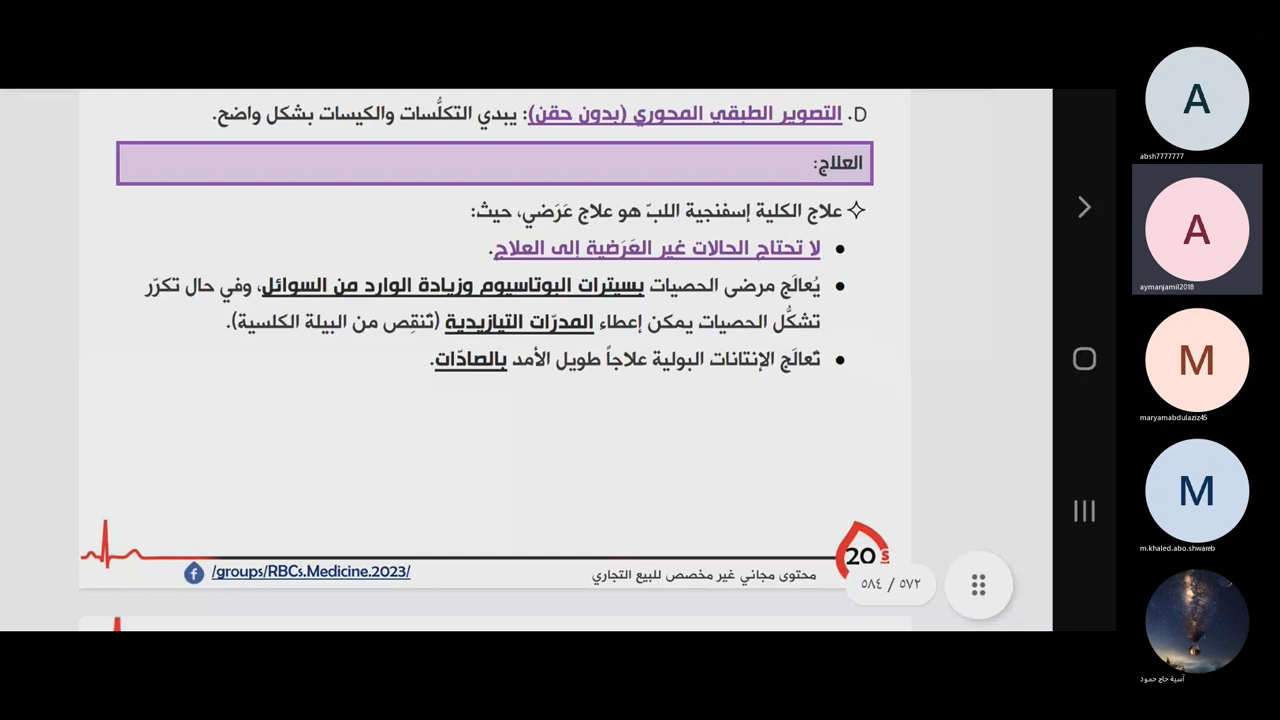 D. التصوير الطبقي المحوري (بدون حقن): يبدي التكلُّسات والكيسات بشكل واضح.
العلاج:
علاج الكلية إسفنجية اللبّ هو علاج عَرَضي، حيث:
● لا تحتاج الحالات غير العَرَضية إلى العلاج.
● يُعالَج مرضى الحصيات بسيترات البوتاسيوم وزيادة الوارد من السوائل، وفي حال تكرّر
تشكُّل الحصيات يمكن إعطاء المدرّات التيازيدية (تُنقِص من البيلة الكلسية).
● تُعالَج الإنتانات البولية علاجاً طويل الأمد بالصادّات.
20 s
محتوى مجاني غير مخصص للبيع التجاري
/groups/RBCs.Medicine.2023/
٥٧٢ / ٥٨٤
A
absh7777777
A
aymanjamil2018
M
maryamabdulaziz45
M
m.khaled.abo.shwareb
آسية حاج حمود